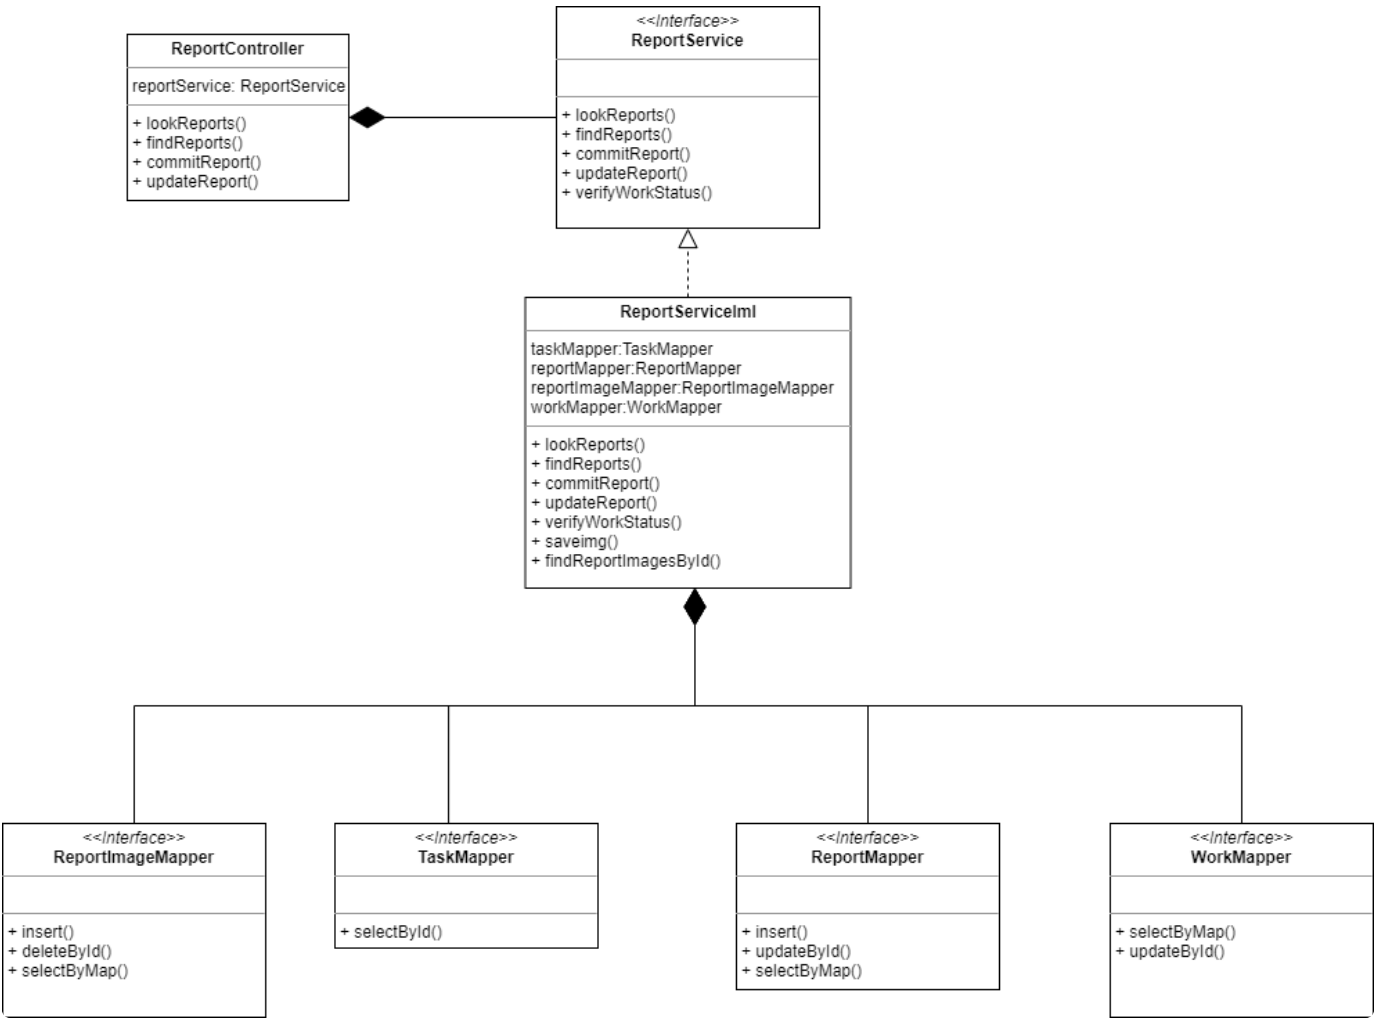 ReportController
reportService: ReportService
+ lookReports()
+ findReports()
+ commitReport()
+ updateReport()
<<Interface>>
ReportService
+ lookReports()
+ findReports()
+ commitReport()
+ updateReport()
+ verifyWorkStatus()
ReportServiceIml
taskMapper:TaskMapper
reportMapper:ReportMapper
reportImageMapper:ReportImageMapper
workMapper:WorkMapper
+ lookReports()
+ findReports()
+ commitReport()
+ updateReport()
+ verifyWorkStatus()
+ saveimg()
+ findReportImagesById()
<<Interface>>
ReportImageMapper
+ insert()
+ deleteById()
+ selectByMap()
<<Interface>>
TaskMapper
+ selectById()
<<Interface>>
ReportMapper
+ insert()
+ updateById()
+ selectByMap()
<<Interface>>
WorkMapper
+ selectByMap()
+ updateById()